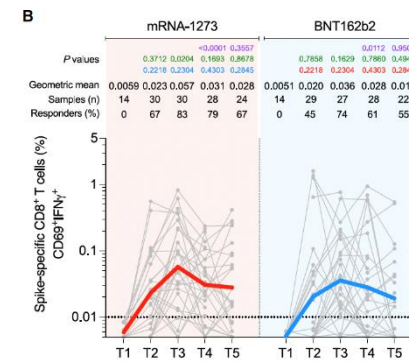 B
mRNA-1273 BNT162b2
<0.0001 0.3557 0.0112
P values 0.3712 0.0204 0.1693 0.8678 0.7858 0.1629 0.7860
0.2218 0.2304 0.4303 0.2845 0.2218 0.2304 0.4303
Geometric mean 0.0059 0.023 0.057 0.031 0.028 0.0051 0.020 0.036 0.028
Samples (n) 14 30 30 28 24 14 29 27 28 22
Responders (%) 0 67 83 79 67 0 45 74 61 55
Spike-specific CD8+ T cells (%)
CD69+IFNγ+
5
1
0.1
0.01
T1 T2 T3 T4 T5 T1 T2 T3 T4 T5